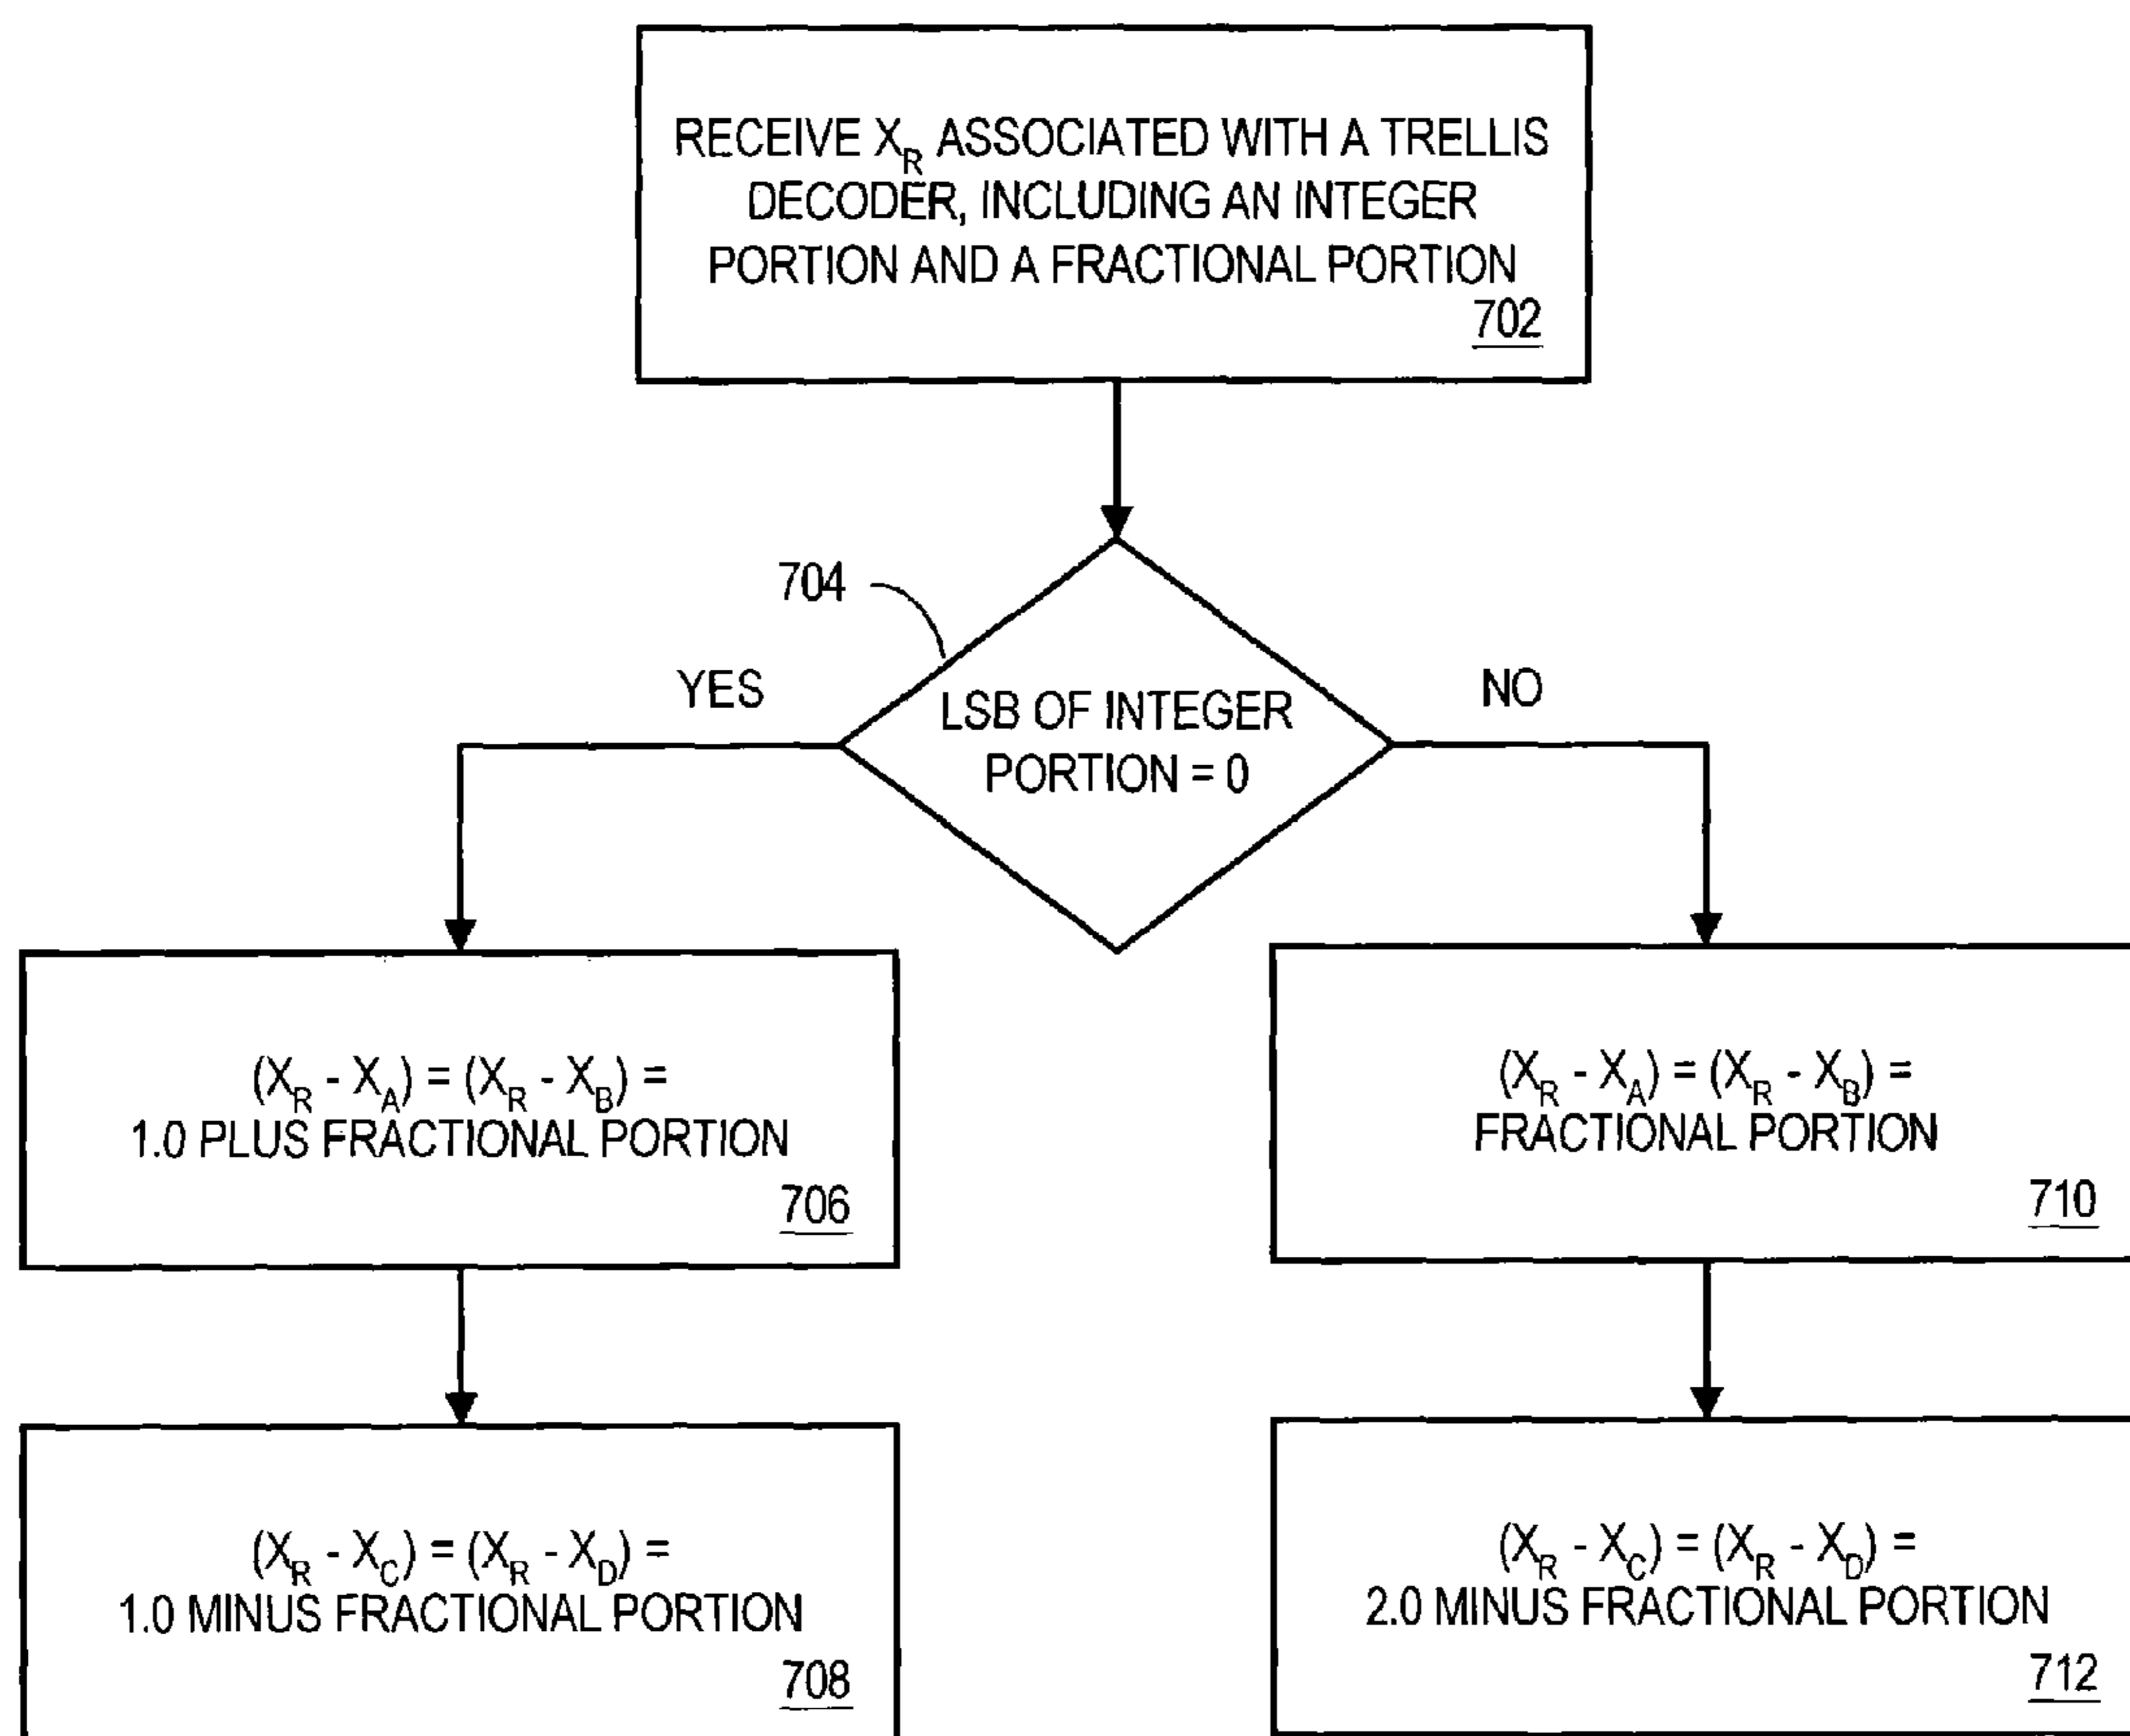 RECEIVE X_R ASSOCIATED WITH A TRELLIS
DECODER, INCLUDING AN INTEGER
PORTION AND A FRACTIONAL PORTION
702
704
YES
NO
LSB OF INTEGER
PORTION = 0
(X_R - X_A) = (X_R - X_B) =
1.0 PLUS FRACTIONAL PORTION
706
(X_R - X_A) = (X_R - X_B) =
FRACTIONAL PORTION
710
(X_R - X_C) = (X_R - X_D) =
1.0 MINUS FRACTIONAL PORTION
708
(X_R - X_C) = (X_R - X_D) =
2.0 MINUS FRACTIONAL PORTION
712